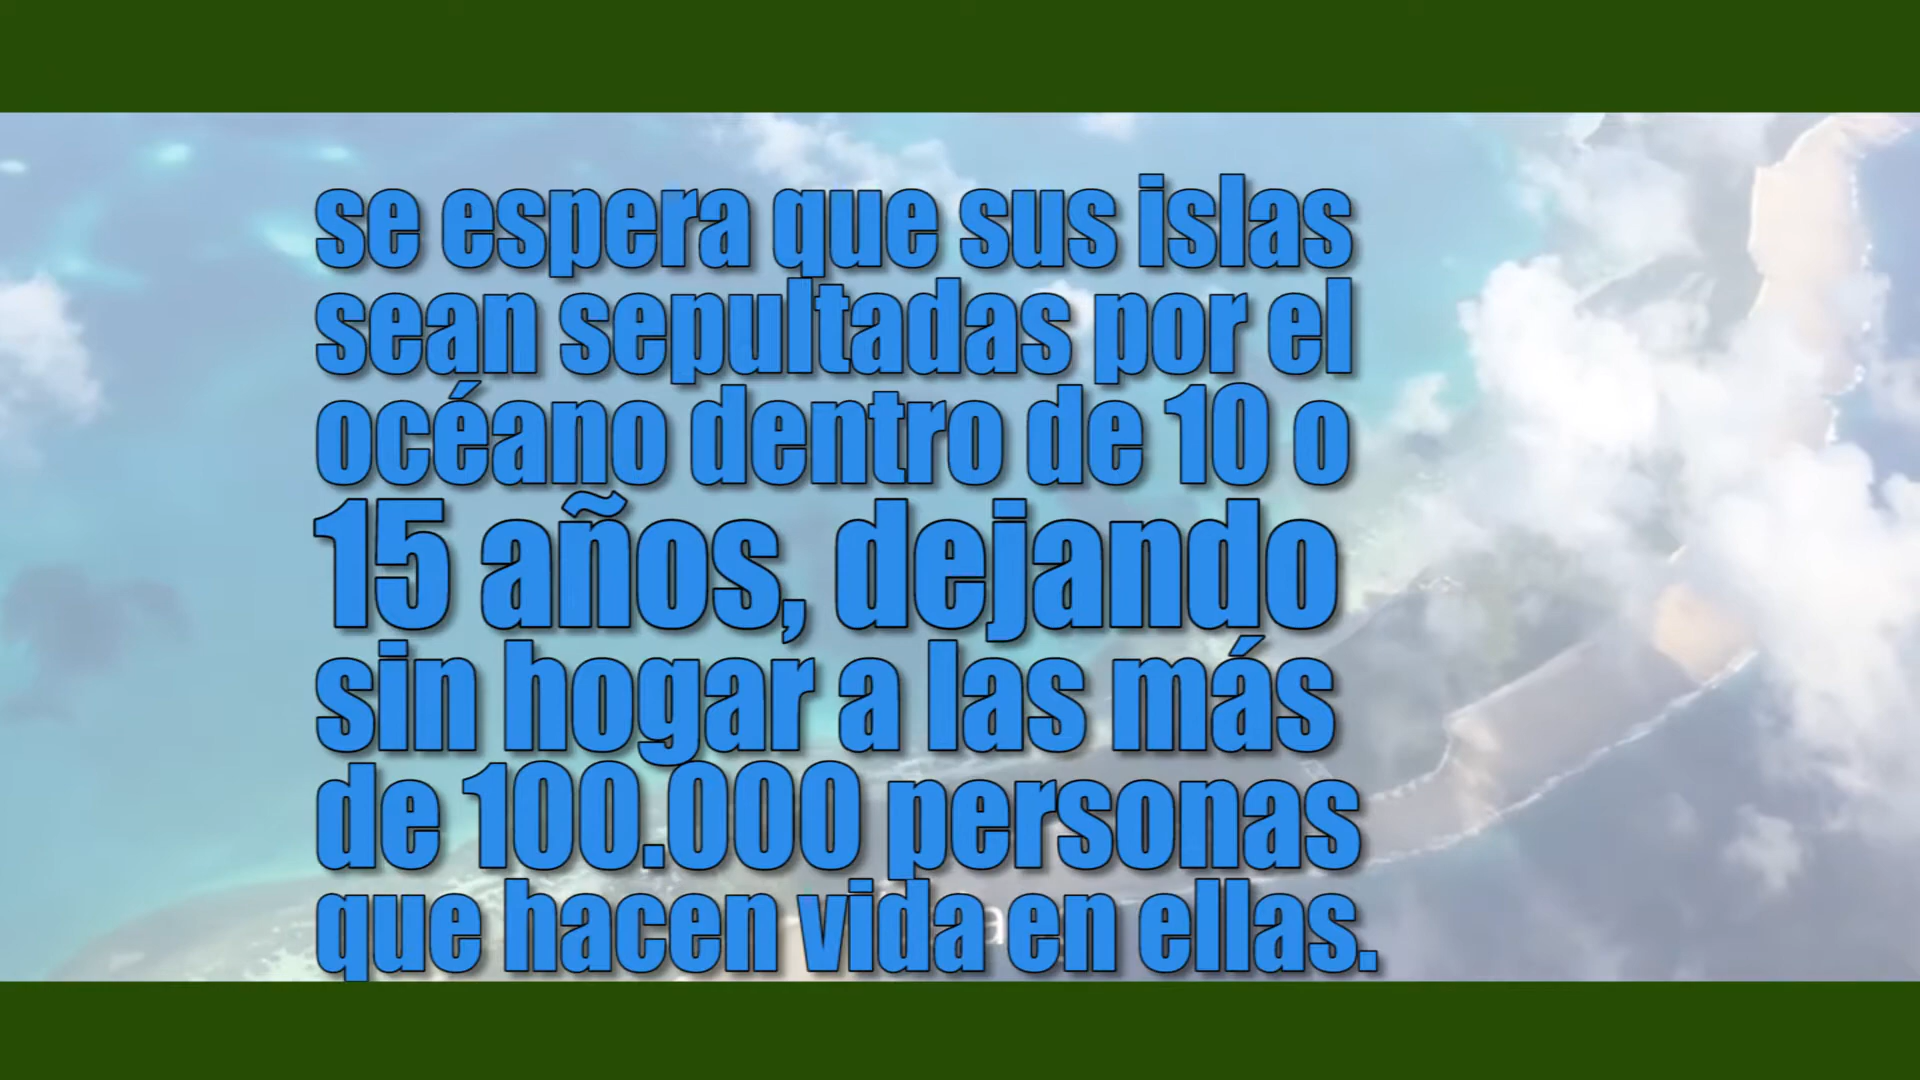 se espera que sus islas
sean sepultadas por el
océano dentro de 10 o
15 años, dejando
sin hogar a las más
de 100.000 personas
que hacen vida en ellas.